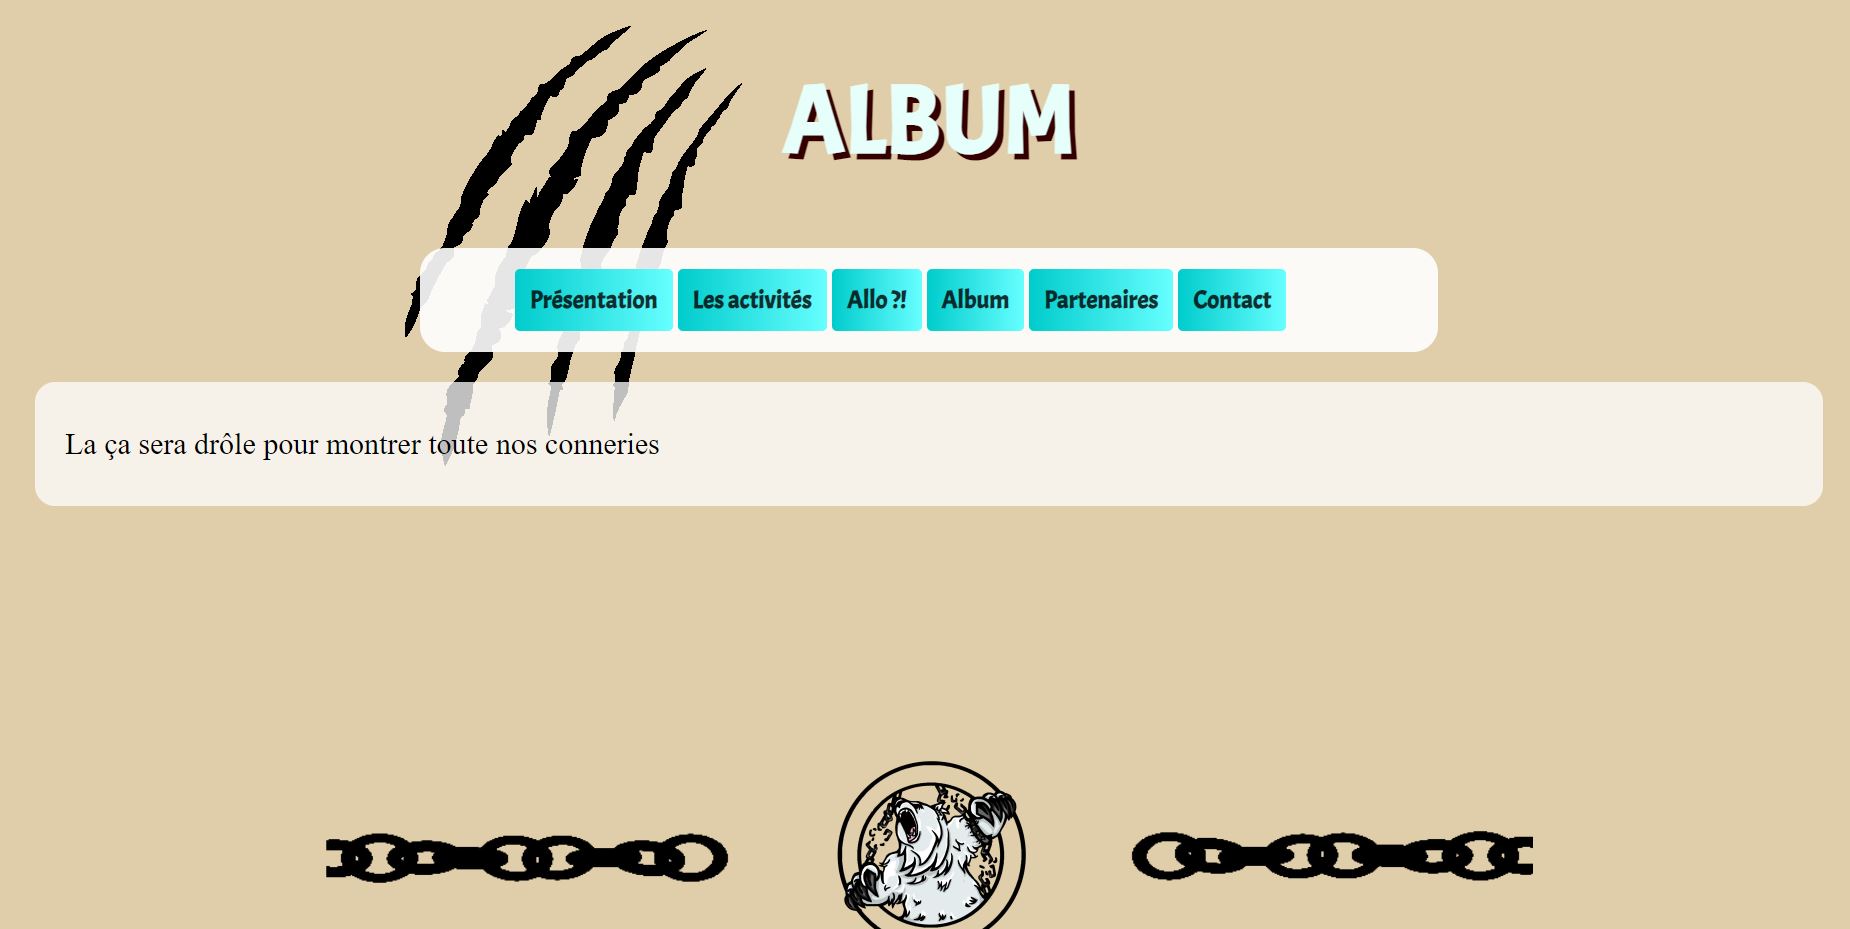 ALBUM
Présentation Les activités Allo ?! Album Partenaires Contact
La ça sera drôle pour montrer toute nos conneries